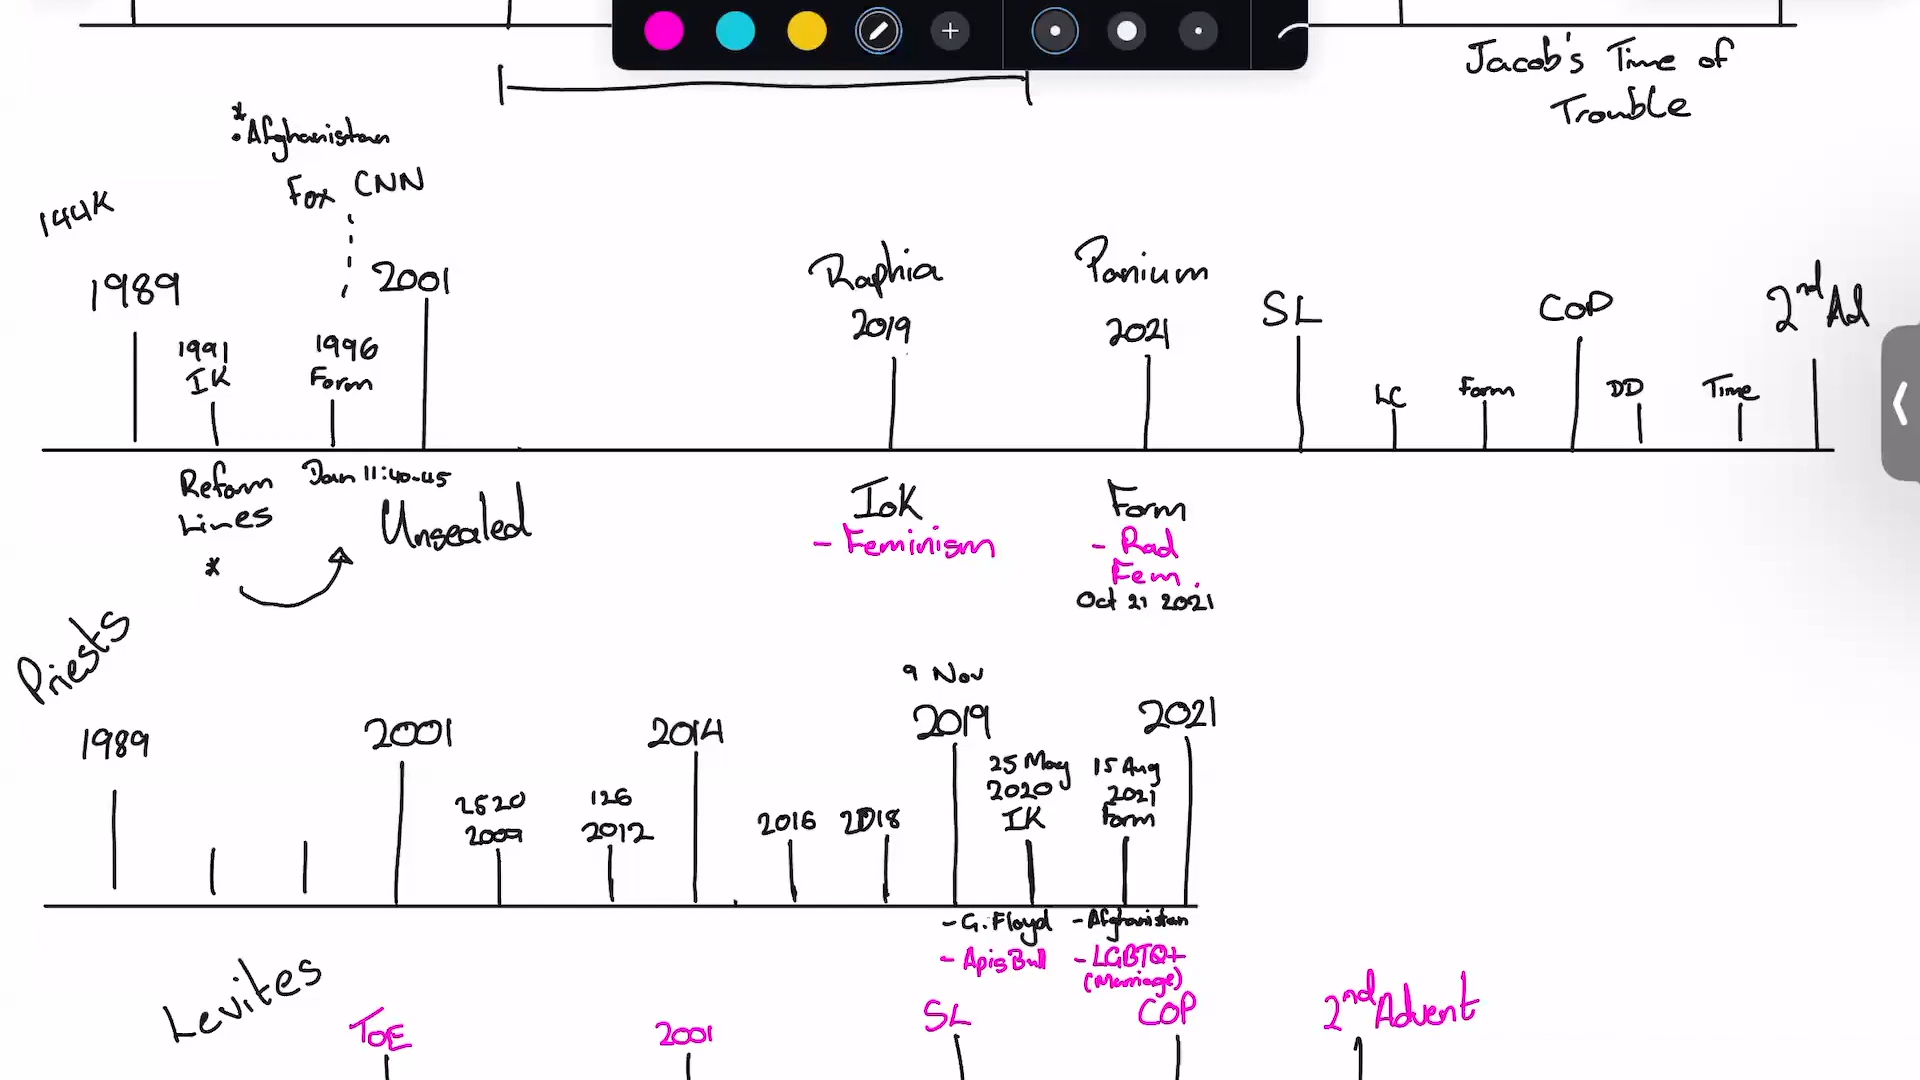 Jacob's Time of
Trouble
*
• Afghanistan
Fox CNN
144K
1989
1991
IK
1996
Form
2001
Raphia
2019
Panium
2021
SL
LC
Form
COP
DD
Time
2nd Ad
Reform
Lines
*
Dan 11:40-45
Unsealed
IoK
- Feminism
Form
- Rad
Fem.
Oct 21 2021
Priests
1989
2001
2520
2009
126
2012
2014
2016
2018
9 Nov
2019
25 May
2020
IK
15 Aug
2021
Form
2021
- G. Floyd
- Apis Bull
- Afghanistan
- LGBTQ+
(Marriage)
Levites
ToE
2001
SL
COP
2nd Advent